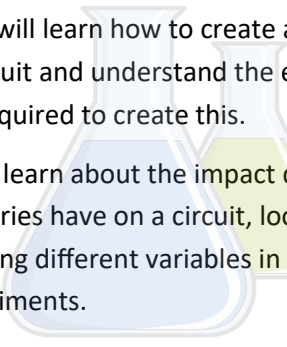 will learn how to create a
uit and understand the e
quired to create this.
learn about the impact
ries have on a circuit, loo
ng different variables in
iments.